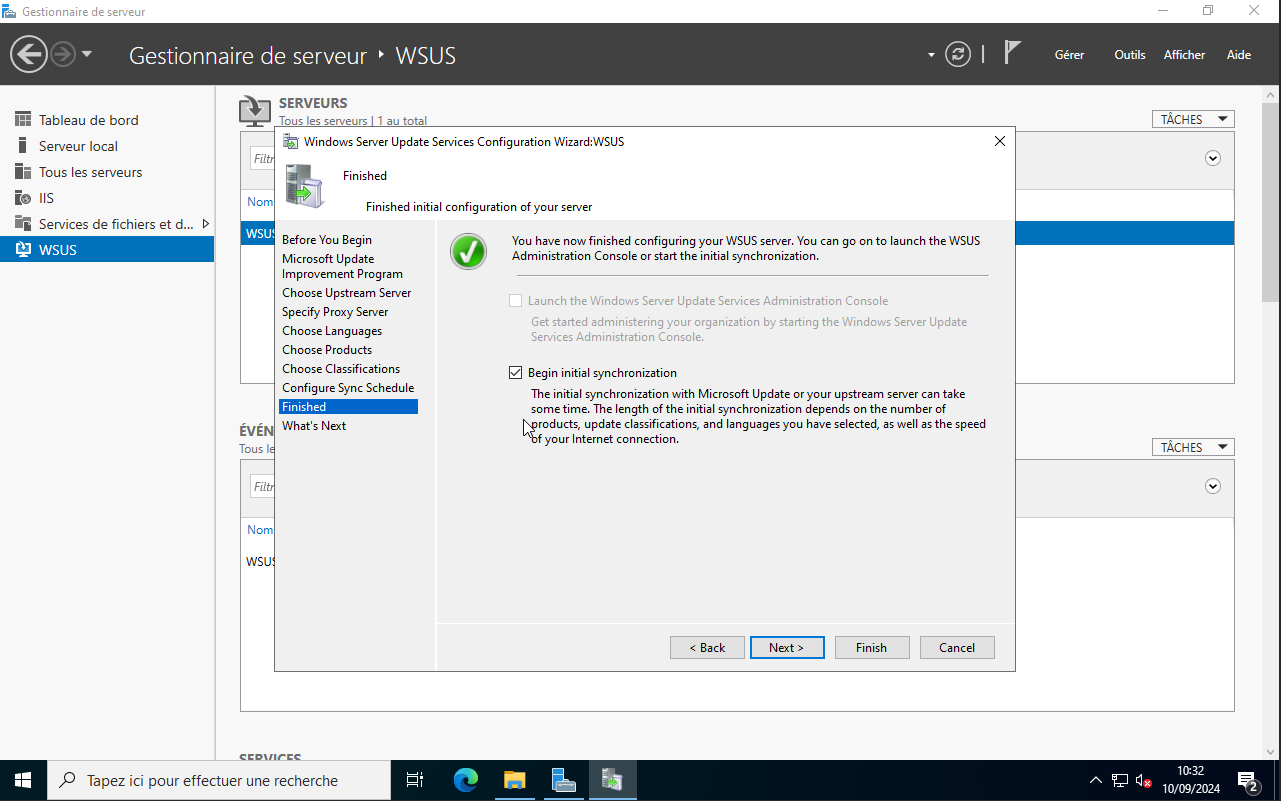 Gestionnaire de serveur
Gestionnaire de serveur ‣ WSUS
Gérer
Outils
Afficher
Aide
Tableau de bord
Serveur local
Tous les serveurs
IIS
Services de fichiers et d...
WSUS
SERVEURS
Tous les serveurs | 1 au total
TÂCHES
Filtr
Nom
WSUS
Windows Server Update Services Configuration Wizard:WSUS
Finished
Finished initial configuration of your server
Before You Begin
Microsoft Update
Improvement Program
Choose Upstream Server
Specify Proxy Server
Choose Languages
Choose Products
Choose Classifications
Configure Sync Schedule
Finished
What's Next
You have now finished configuring your WSUS server. You can go on to launch the WSUS
Administration Console or start the initial synchronization.
Launch the Windows Server Update Services Administration Console
Get started administering your organization by starting the Windows Server Update
Services Administration Console.
Begin initial synchronization
The initial synchronization with Microsoft Update or your upstream server can take
some time. The length of the initial synchronization depends on the number of
products, update classifications, and languages you have selected, as well as the speed
of your Internet connection.
< Back
Next >
Finish
Cancel
ÉVÉN
Tous le
TÂCHES
Filtr
Nom
WSUS
SERVICES
Tapez ici pour effectuer une recherche
10:32
10/09/2024
2